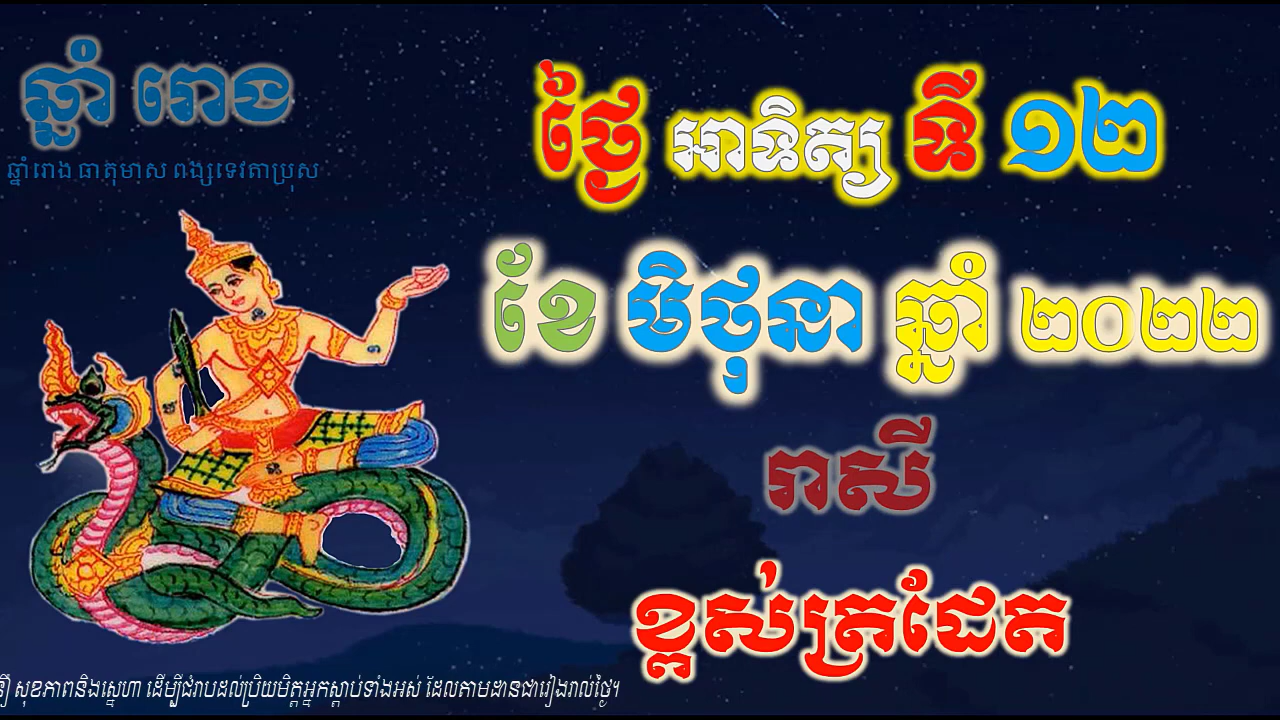 ឆ្នាំ រោង
ឆ្នាំរោង ធាតុមាស ពង្សទេវតាប្រុស
ថ្ងៃ អាទិត្យ ទី ១២
ខែ មិថុនា ឆ្នាំ ២០២២
រាសី
ខ្ពស់ត្រដែត
សុខភាពនិងស្នេហា ដើម្បីជំរាបដល់ប្រិយមិត្តអ្នកស្តាប់ទាំងអស់ ដែលតាមដានជារៀងរាល់ថ្ងៃ។